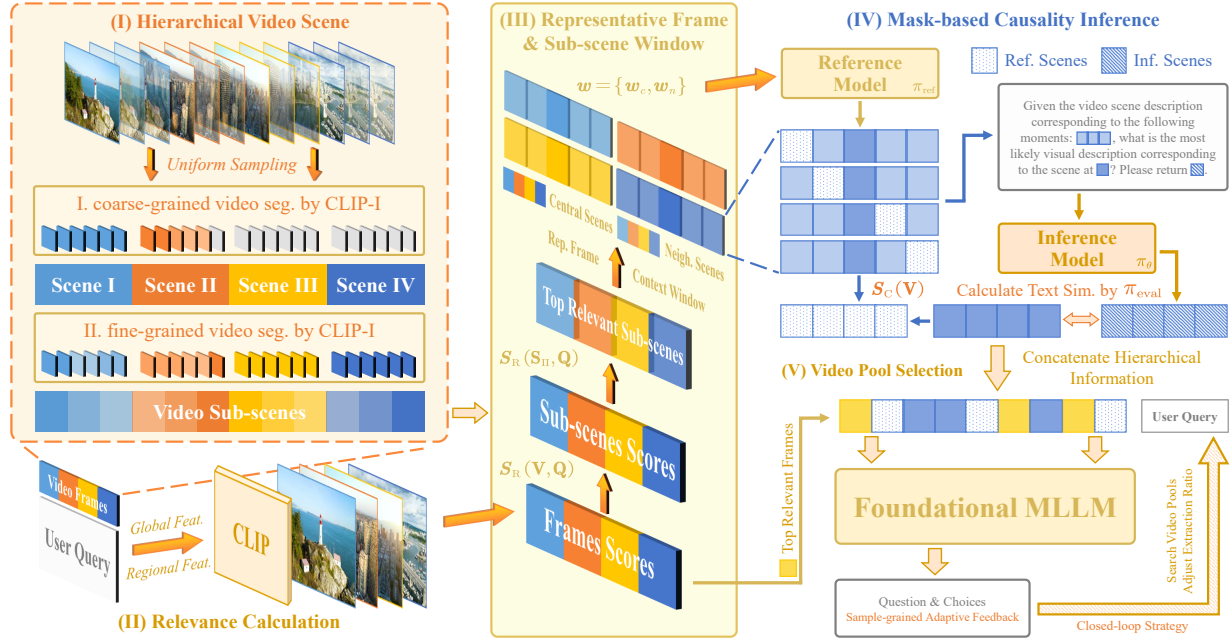 (I) Hierarchical Video Scene
Uniform Sampling
I. coarse-grained video seg. by CLIP-I
Scene I
Scene II
Scene III
Scene IV
II. fine-grained video seg. by CLIP-I
Video Sub-scenes
Video Frames
User Query
Global Feat.
Regional Feat.
CLIP
(II) Relevance Calculation
(III) Representative Frame
& Sub-scene Window
w = {w_c, w_n}
Central Scenes
Neigh. Scenes
Rep. Frame
Context Window
Top Relevant Sub-scenes
S_R (S_II, Q)
Sub-scenes Scores
S_R (V, Q)
Frames Scores
(IV) Mask-based Causality Inference
Reference
Model
π_ref
Ref. Scenes
Inf. Scenes
Given the video scene description
corresponding to the following
moments: , what is the most
likely visual description corresponding
to the scene at ? Please return .
Inference
Model
π_θ
S_C (V)
Calculate Text Sim. by π_eval
Concatenate Hierarchical
Information
(V) Video Pool Selection
User Query
Top Relevant Frames
Foundational MLLM
Question & Choices
Sample-grained Adaptive Feedback
Closed-loop Strategy
Search Video Pools
Adjust Extraction Ratio